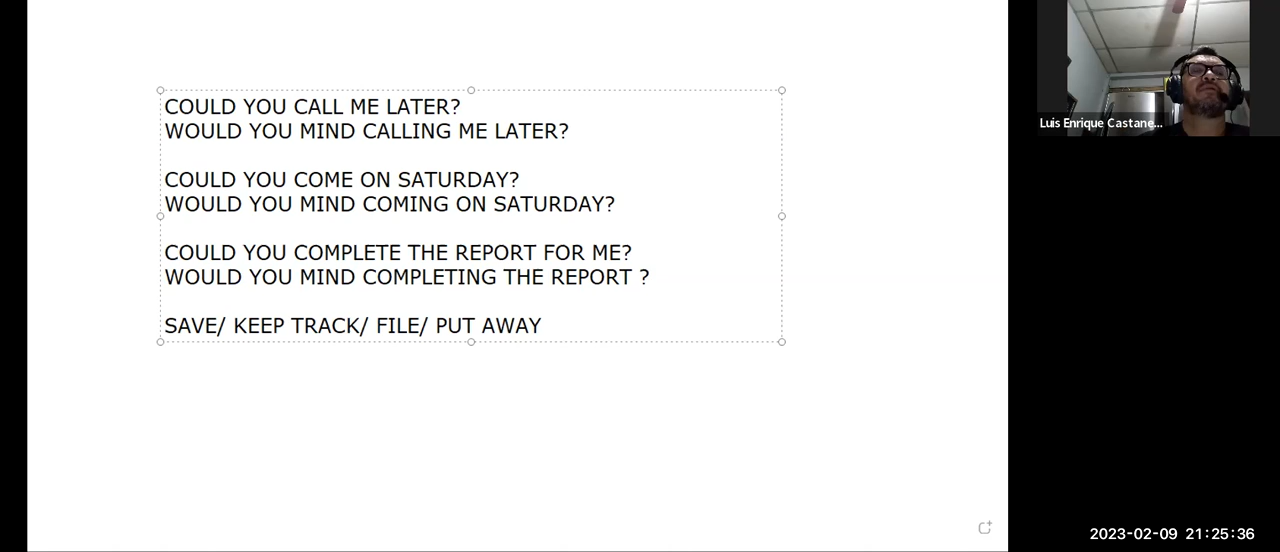 COULD YOU CALL ME LATER?
WOULD YOU MIND CALLING ME LATER?
COULD YOU COME ON SATURDAY?
WOULD YOU MIND COMING ON SATURDAY?
COULD YOU COMPLETE THE REPORT FOR ME?
WOULD YOU MIND COMPLETING THE REPORT ?
SAVE/ KEEP TRACK/ FILE/ PUT AWAY
Luis Enrique Castane...
2023-02-09 21:25:36